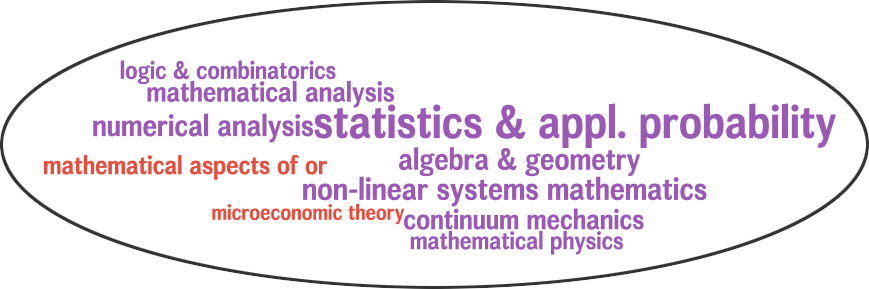 logic & combinatorics
mathematical analysis
numerical analysis
statistics & appl. probability
mathematical aspects of or
algebra & geometry
non-linear systems mathematics
microeconomic theory
continuum mechanics
mathematical physics